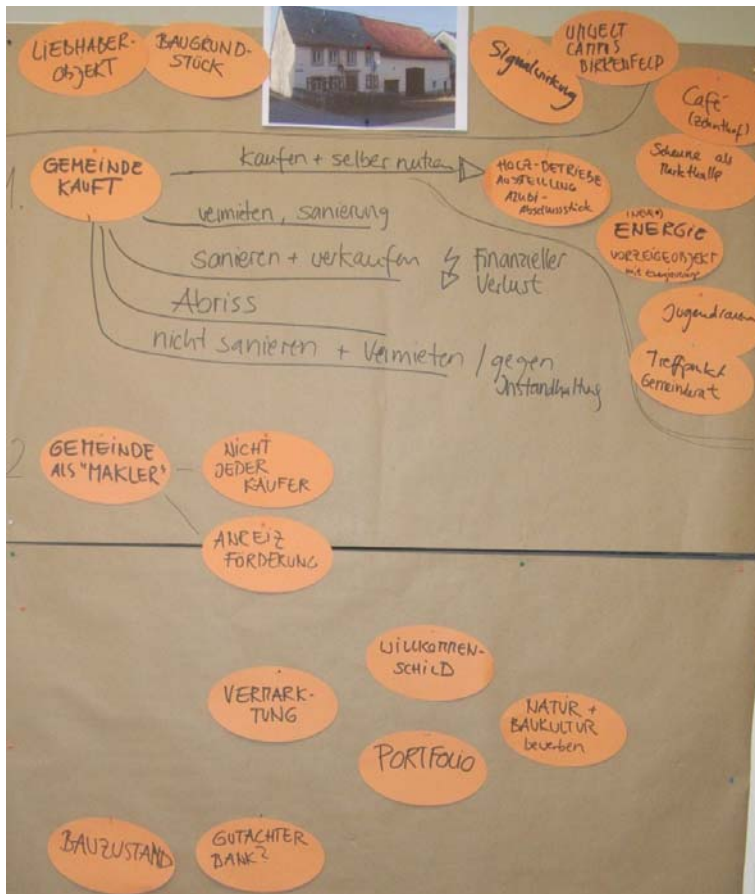 LIEBHABER-
OBJEKT
BAUGRUND-
STÜCK
Signalwirkung
UMWELT
CAMPUS
BIRKENFELD
Café
(Zehnthof)
Scheune als
Markthalle
1.
GEMEINDE
KAUFT
kaufen + selber nutzen
HOLZ-BETRIEBE
AUSSTELLUNG
AZUBI-
Abschlussstück
vermieten, sanierung
ENERGIE
VORZEIGEOBJEKT
sanieren + verkaufen
Finanzieller
Verlust
Abriss
Jugendraum
nicht sanieren + Vermieten / gegen
Instandhaltung
Treffpunkt
Gemeinderat
2
GEMEINDE
ALS "MAKLER"
NICHT
JEDER
KÄUFER
ANREIZ
FÖRDERUNG
WILLKOMMEN-
SCHILD
VERMARK-
TUNG
NATUR +
BAUKULTUR
bewerben
PORTFOLIO
BAUZUSTAND
GUTACHTER
BANK?